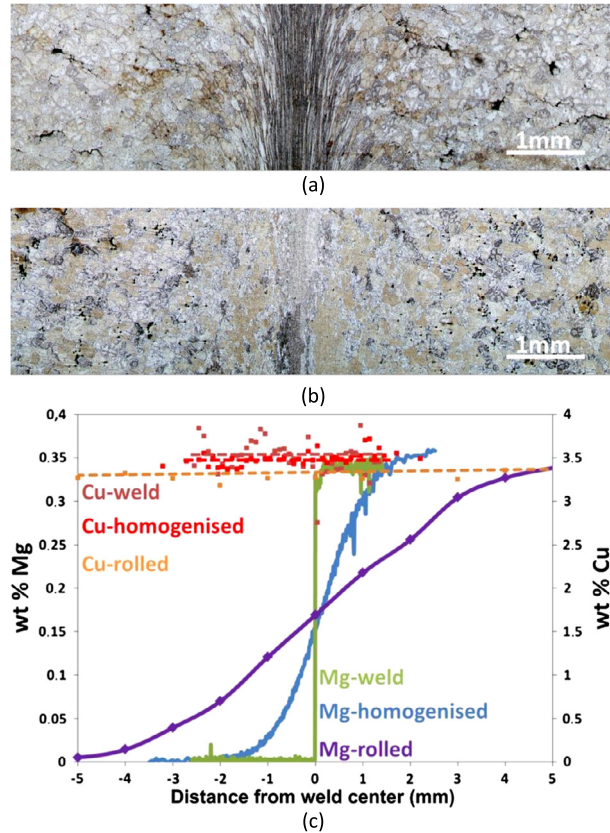 1mm
(a)
1mm
(b)
0,4
0.35
0.3
0.25
0.2
0.15
0.1
0.05
0
wt % Mg
4
3.5
3
2.5
2
1.5
1
0.5
0
wt % Cu
Cu-weld
Cu-homogenised
Cu-rolled
Mg-weld
Mg-homogenised
Mg-rolled
-5 -4 -3 -2 -1 0 1 2 3 4 5
Distance from weld center (mm)
(c)